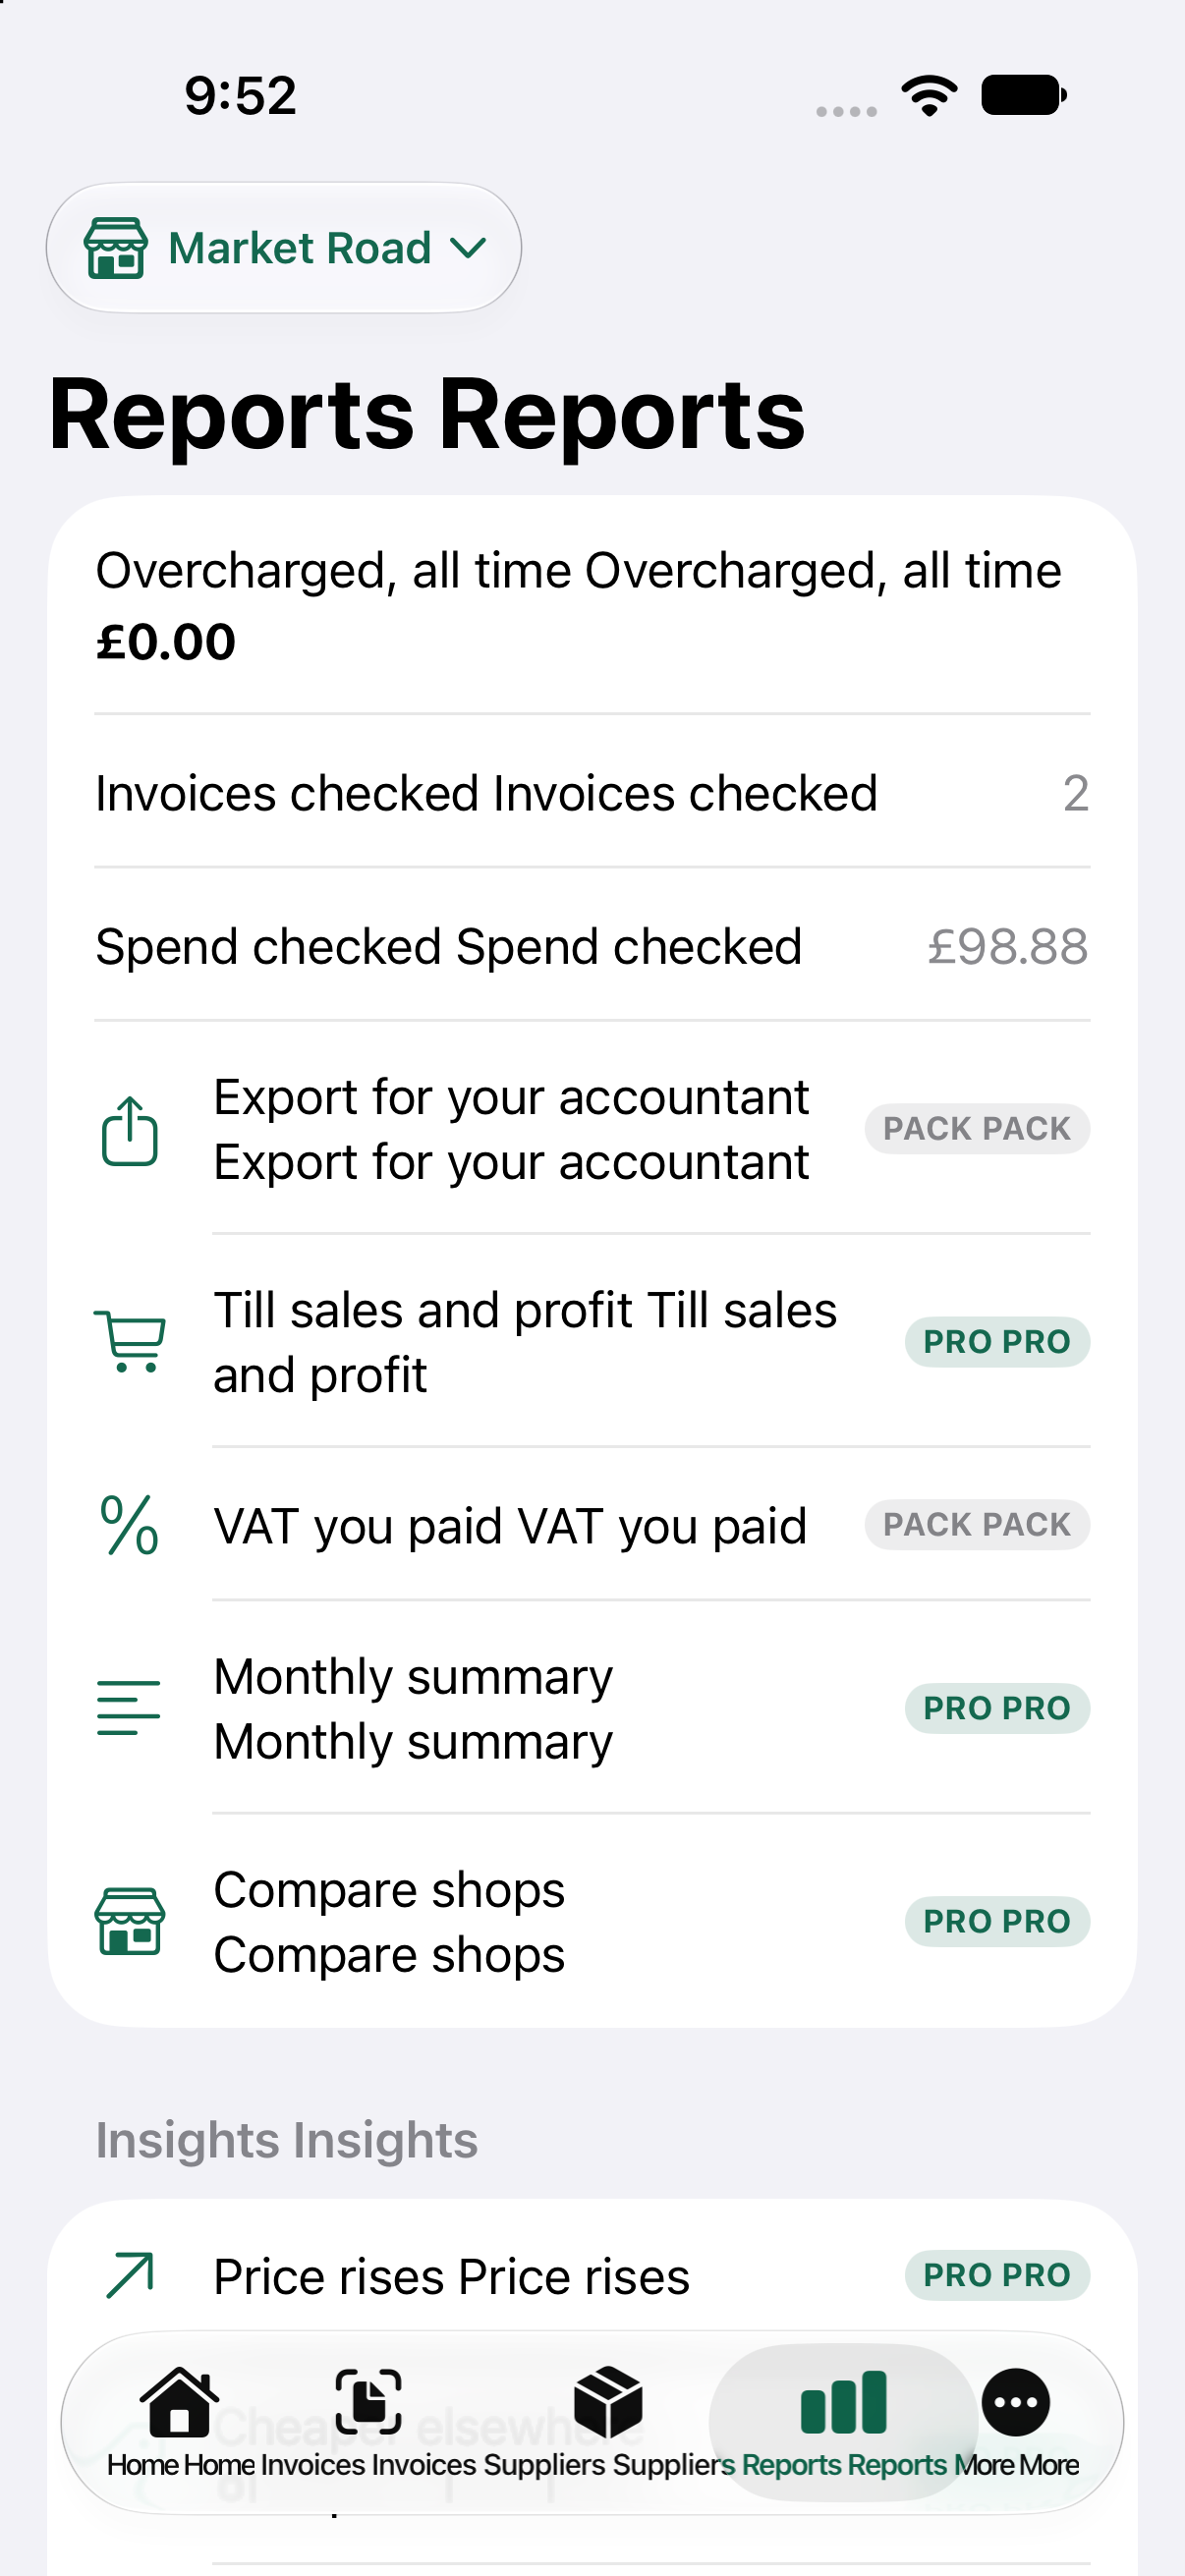 9:52
Market Road
Reports Reports
Overcharged, all time Overcharged, all time
£0.00
Invoices checked Invoices checked 2
Spend checked Spend checked £98.88
Export for your accountant
Export for your accountant
PACK PACK
Till sales and profit Till sales
and profit
PRO PRO
VAT you paid VAT you paid PACK PACK
Monthly summary
Monthly summary
PRO PRO
Compare shops
Compare shops
PRO PRO
Insights Insights
Price rises Price rises PRO PRO
Cheaper elsewhere
Home Home Invoices Invoices Suppliers Suppliers Reports Reports More More